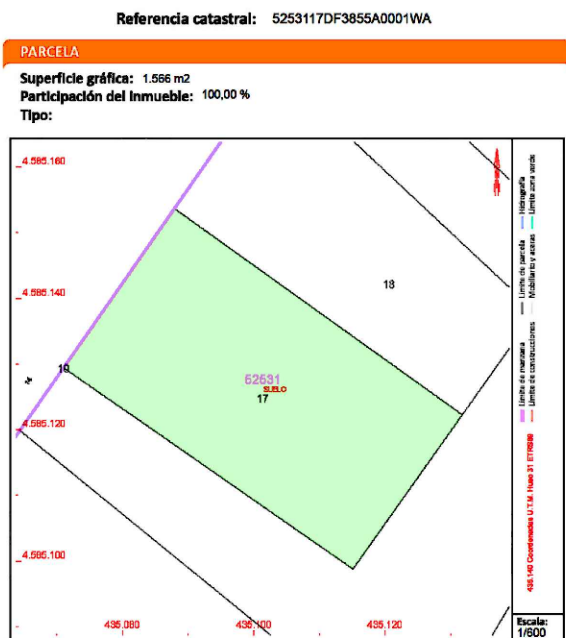 Referencia catastral: 5253117DF3855A0001WA
PARCELA
Superficie gráfica: 1.566 m2
Participación del Inmueble: 100,00 %
Tipo:
4.585.160
18
4.585.140
19
52531
SUELO
17
4.585.120
4.585.100
435.080
435.100
435.120
Límite de manzana
Límite de parcela
Hidrografía
Límite de construcciones
Mobiliario y aceras
Límite zona verde
435.140 Coordenadas U.T.M. Huso 31 ETRS89
Escala:
1/600